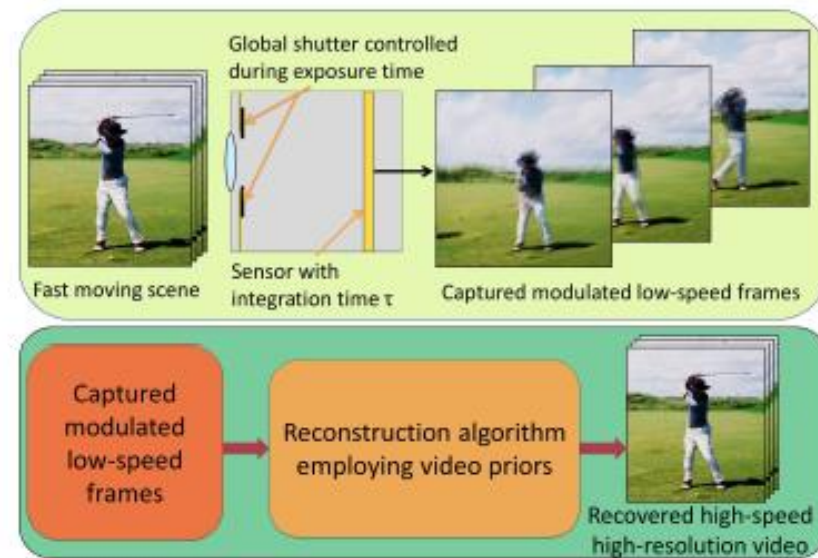 Global shutter controlled
during exposure time
Fast moving scene
Sensor with
integration time τ
Captured modulated low-speed frames
Captured
modulated
low-speed
frames
Reconstruction algorithm
employing video priors
Recovered high-speed
high-resolution video